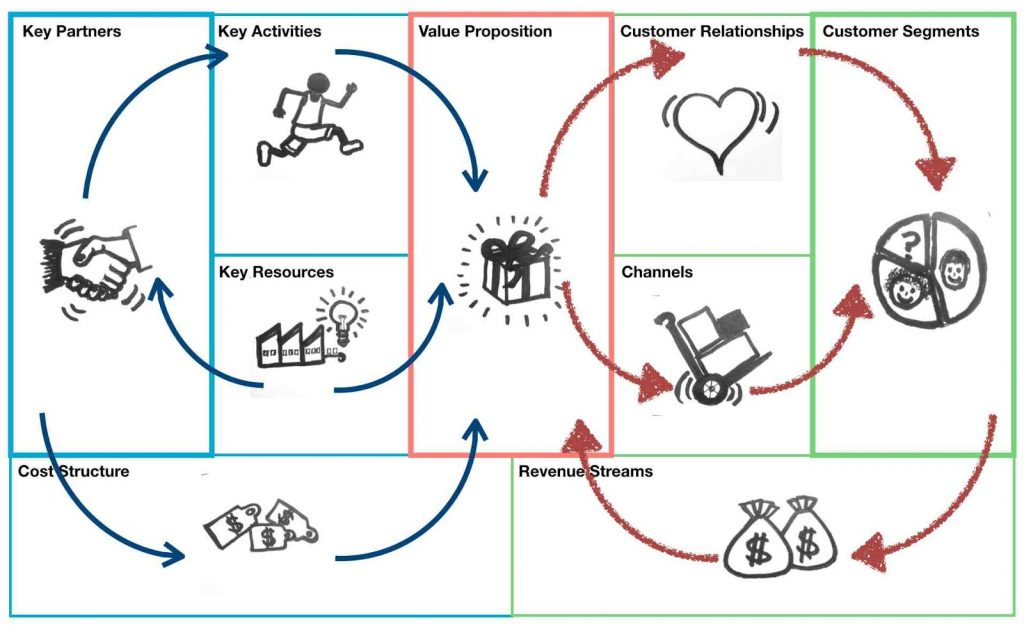 Key Partners
Key Activities
Value Proposition
Customer Relationships
Customer Segments
?
Key Resources
Channels
Cost Structure
$
$
$
Revenue Streams
$
$